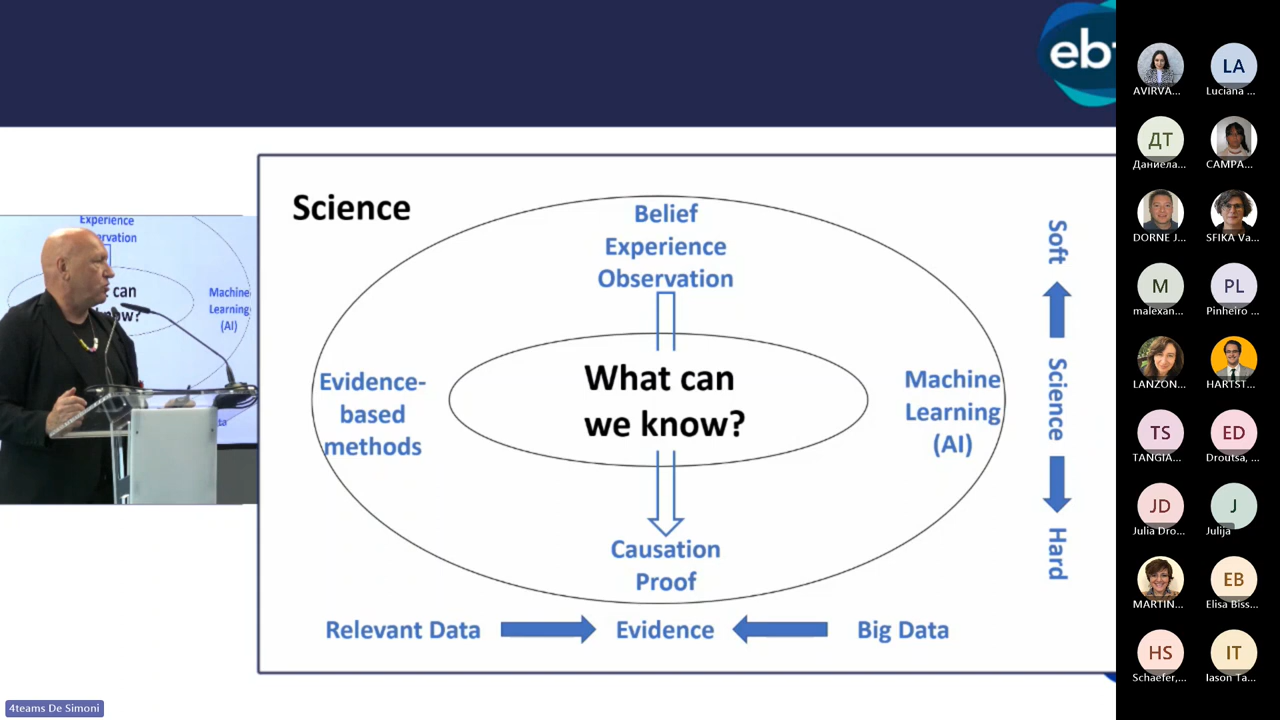 eb
Science
Belief
Experience
Observation
What can
we know?
Evidence-
based
methods
Machine
Learning
(AI)
Causation
Proof
Relevant Data
Evidence
Big Data
Soft
Science
Hard
Experience
ervation
can
ow?
Machine
Learning
(AI)
4teams De Simoni
AVIRVA...
LA
Luciana ...
ДТ
Даниела...
CAMPA...
DORNE J...
SFIKA Va...
M
malexan...
PL
Pinheiro ...
LANZON...
HARTST...
TS
TANGIA...
ED
Droutsa, ...
JD
Julia Dro...
J
Julija
MARTIN...
EB
Elisa Biss...
HS
Schaefer,...
IT
Iason Ta...